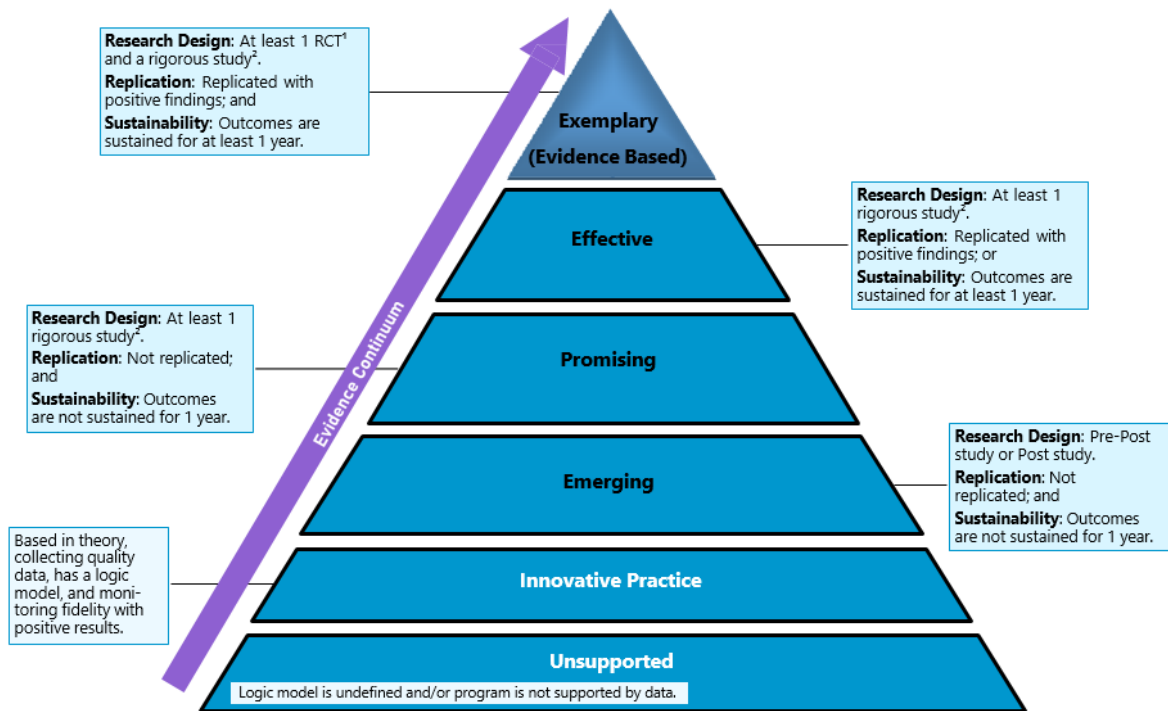 Research Design: At least 1 RCT¹
and a rigorous study².
Replication: Replicated with
positive findings; and
Sustainability: Outcomes are
sustained for at least 1 year.
Exemplary
(Evidence Based)
Research Design: At least 1
rigorous study².
Replication: Replicated with
positive findings; or
Sustainability: Outcomes are
sustained for at least 1 year.
Effective
Evidence Continuum
Research Design: At least 1
rigorous study².
Replication: Not replicated;
and
Sustainability: Outcomes
are not sustained for 1 year.
Promising
Research Design: Pre-Post
study or Post study.
Replication: Not
replicated; and
Sustainability: Outcomes
are not sustained for 1 year.
Emerging
Based in theory,
collecting quality
data, has a logic
model, and moni-
toring fidelity with
positive results.
Innovative Practice
Unsupported
Logic model is undefined and/or program is not supported by data.